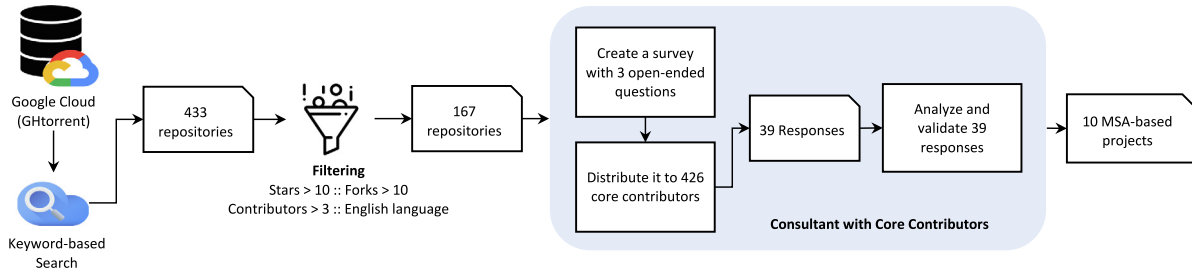 Google Cloud
(GHtorrent)
Keyword-based
Search
433
repositories
Filtering
Stars > 10 :: Forks > 10
Contributors > 3 :: English language
167
repositories
Create a survey
with 3 open-ended
questions
Distribute it to 426
core contributors
39 Responses
Analyze and
validate 39
responses
Consultant with Core Contributors
10 MSA-based
projects